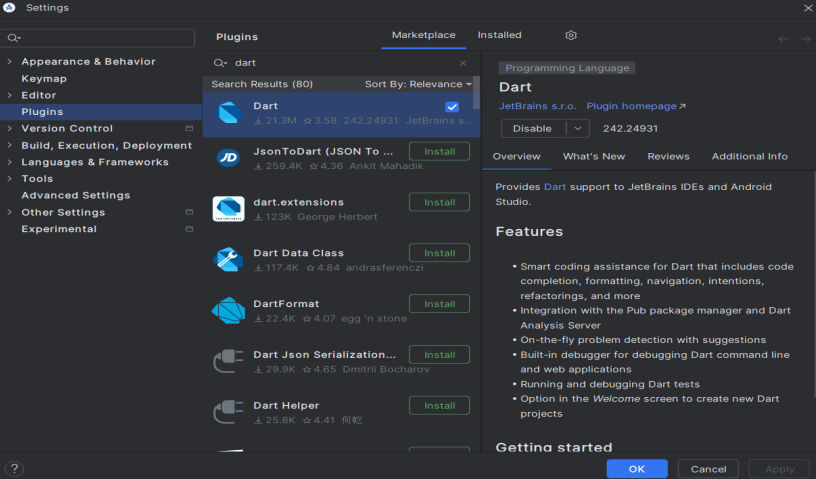 Settings
Plugins
Marketplace
Installed
Appearance & Behavior
Keymap
Editor
Plugins
Version Control
Build, Execution, Deployment
Languages & Frameworks
Tools
Advanced Settings
Other Settings
Experimental
dart
Search Results (80) Sort By: Relevance
Dart
21.3M 3.58 242.24931 JetBrains s...
JD
JsonToDart (JSON To ... Install
259.4K 4.36 Ankit Mahadik
dart.extensions Install
123K George Herbert
Dart Data Class Install
117.4K 4.84 andrasferenczi
DartFormat Install
22.4K 4.07 egg 'n stone
Dart Json Serialization... Install
29.9K 4.65 Dmitrii Bocharov
Dart Helper Install
25.8K 4.41 何乾
Programming Language
Dart
JetBrains s.r.o. Plugin homepage
Disable 242.24931
Overview What's New Reviews Additional Info
Provides Dart support to JetBrains IDEs and Android
Studio.
Features
• Smart coding assistance for Dart that includes code
completion, formatting, navigation, intentions,
refactorings, and more
• Integration with the Pub package manager and Dart
Analysis Server
• On-the-fly problem detection with suggestions
• Built-in debugger for debugging Dart command line
and web applications
• Running and debugging Dart tests
• Option in the Welcome screen to create new Dart
projects
Getting started
?
OK Cancel Apply